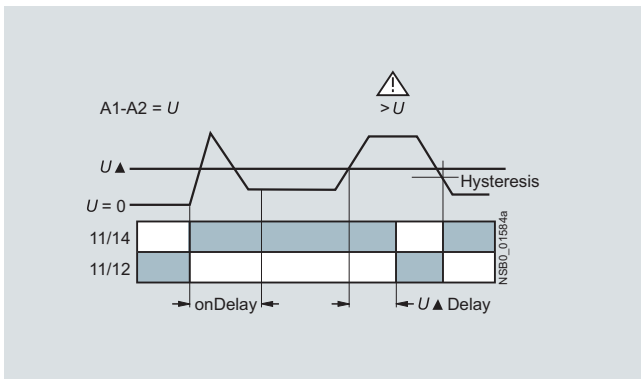 A1-A2 = U
!
>U
U▲
Hysteresis
U = 0
11/14
11/12
NSB0_01584a
onDelay
U▲Delay